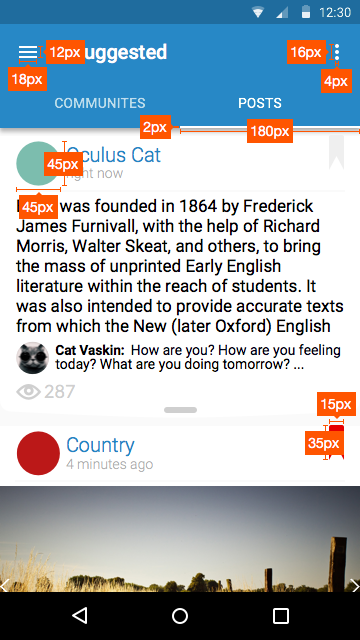 12:30
12px
uggested
16px
18px
4px
COMMUNITES
POSTS
2px
180px
Oculus Cat
45px
right now
45px
was founded in 1864 by Frederick
James Furnivall, with the help of Richard
Morris, Walter Skeat, and others, to bring
the mass of unprinted Early English
literature within the reach of students. It
was also intended to provide accurate texts
from which the New (later Oxford) English
Cat Vaskin: How are you? How are you feeling
today? What are you doing tomorrow? ...
287
15px
35px
Country
4 minutes ago